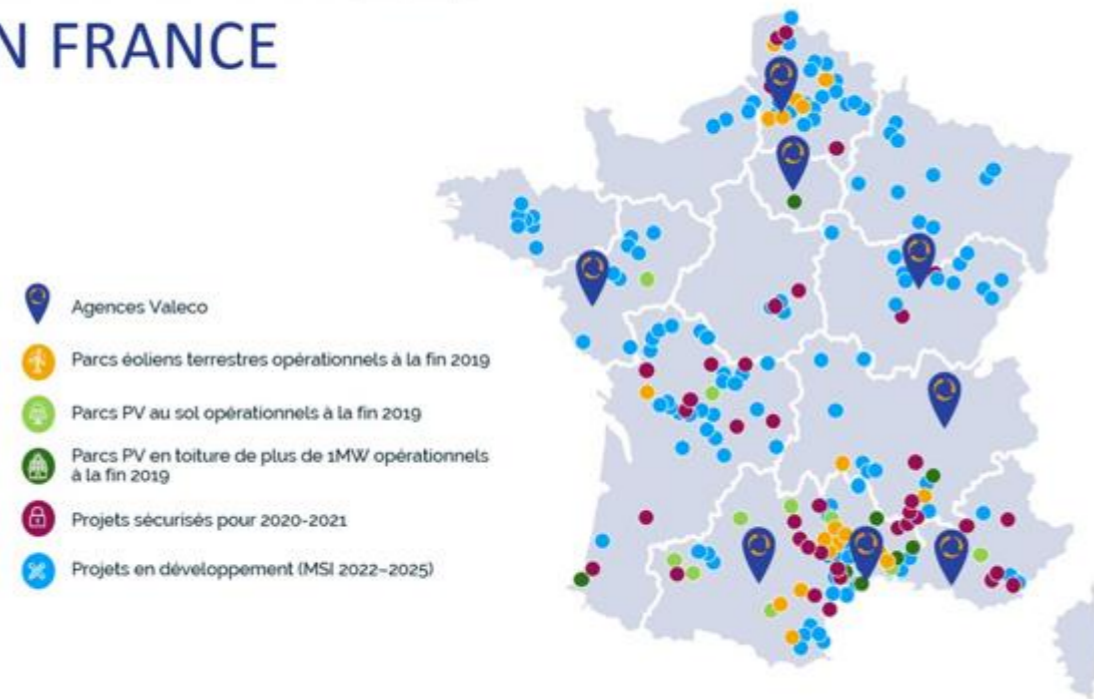 N FRANCE
Agences Valeco
Parcs éoliens terrestres opérationnels à la fin 2019
Parcs PV au sol opérationnels à la fin 2019
Parcs PV en toiture de plus de 1MW opérationnels
à la fin 2019
Projets sécurisés pour 2020-2021
Projets en développement (MSI 2022–2025)